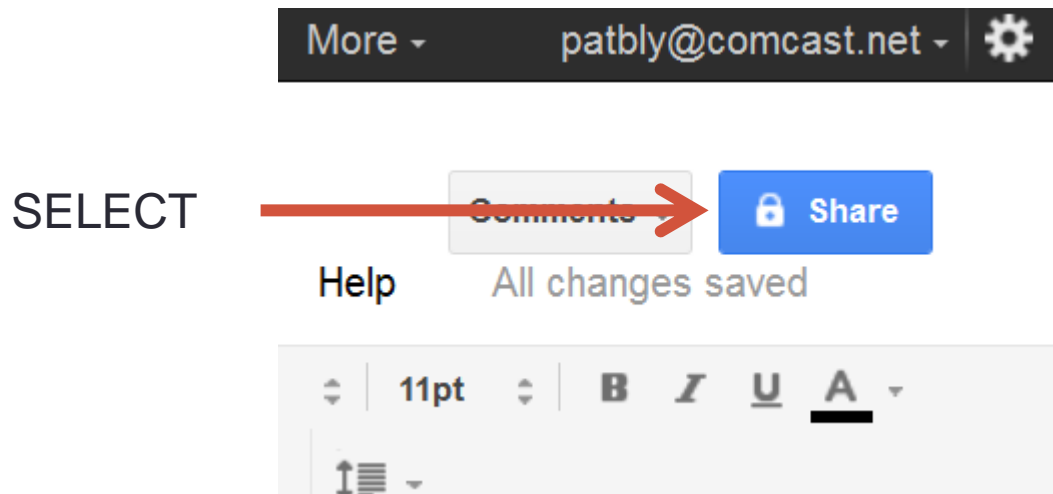 More patbly@comcast.net
SELECT Comments Share
Help All changes saved
11pt B I U A